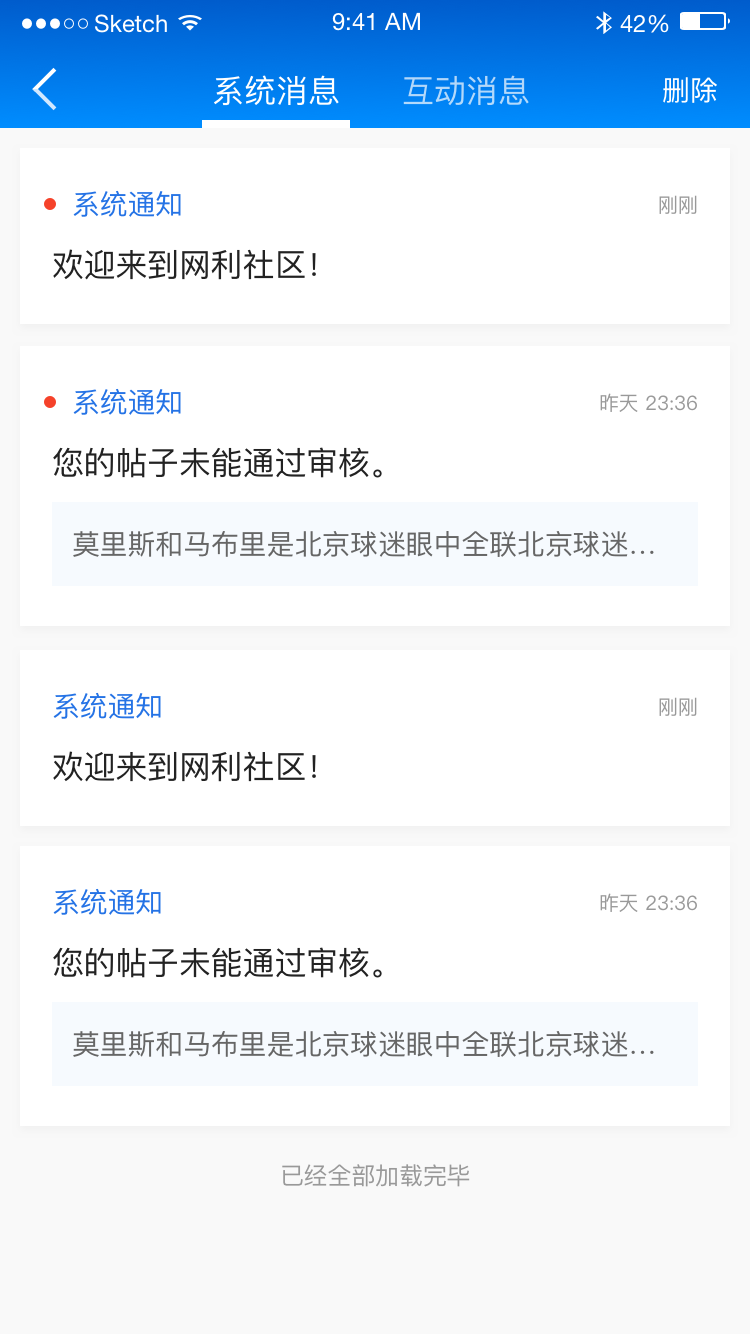 Sketch 9:41 AM 42%
系统消息 互动消息 删除
系统通知 刚刚
欢迎来到网利社区！
系统通知 昨天 23:36
您的帖子未能通过审核。
莫里斯和马布里是北京球迷眼中全联北京球迷...
系统通知 刚刚
欢迎来到网利社区！
系统通知 昨天 23:36
您的帖子未能通过审核。
莫里斯和马布里是北京球迷眼中全联北京球迷...
已经全部加载完毕